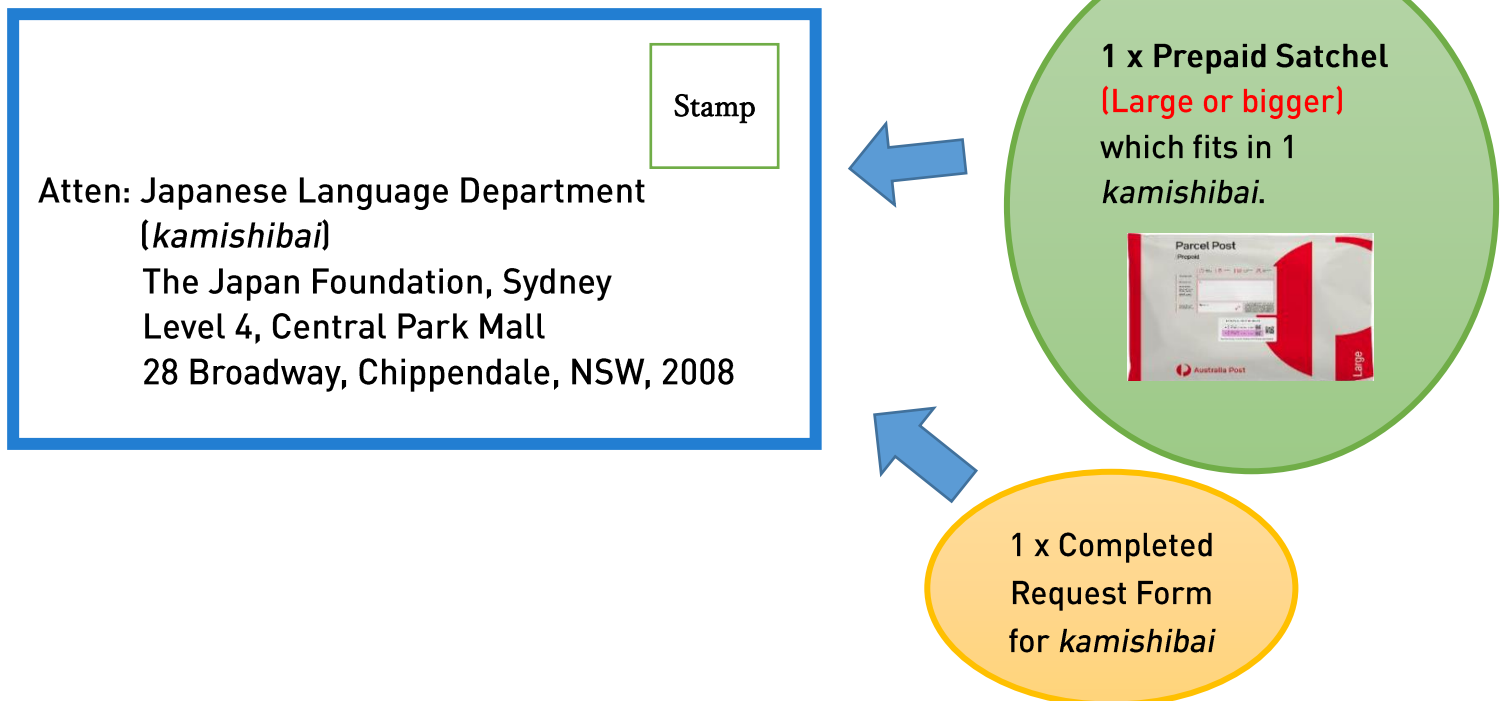 Stamp
Atten: Japanese Language Department
(kamishibai)
The Japan Foundation, Sydney
Level 4, Central Park Mall
28 Broadway, Chippendale, NSW, 2008
1 x Prepaid Satchel
(Large or bigger)
which fits in 1
kamishibai.
Parcel Post
Prepaid
Australia Post
Large
1 x Completed
Request Form
for kamishibai